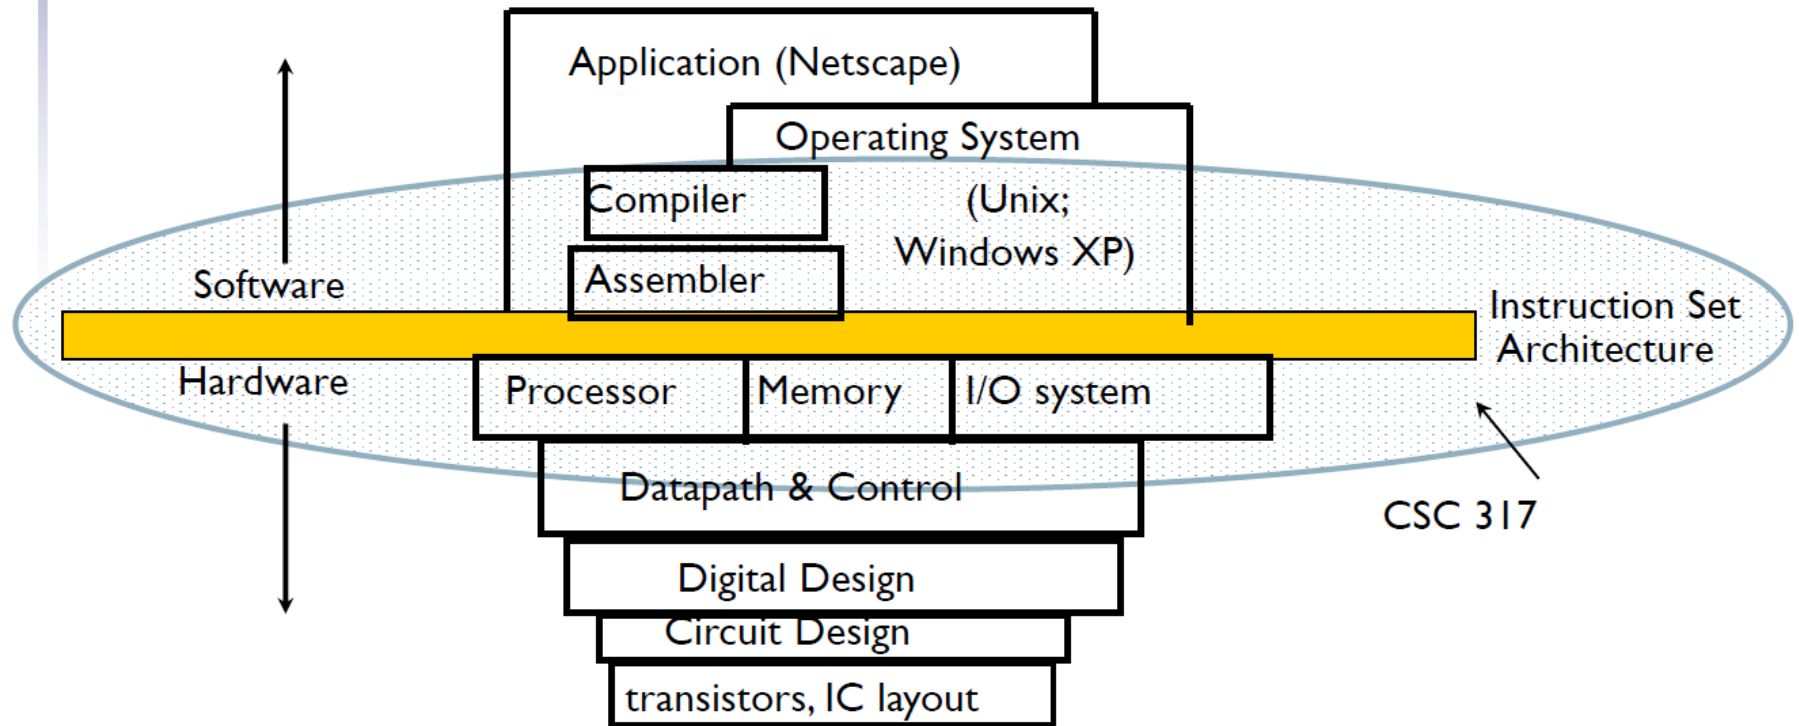 Application (Netscape)
Operating System
Compiler
(Unix;
Windows XP)
Assembler
Software
Instruction Set
Architecture
Hardware
Processor
Memory
I/O system
Datapath & Control
CSC 317
Digital Design
Circuit Design
transistors, IC layout